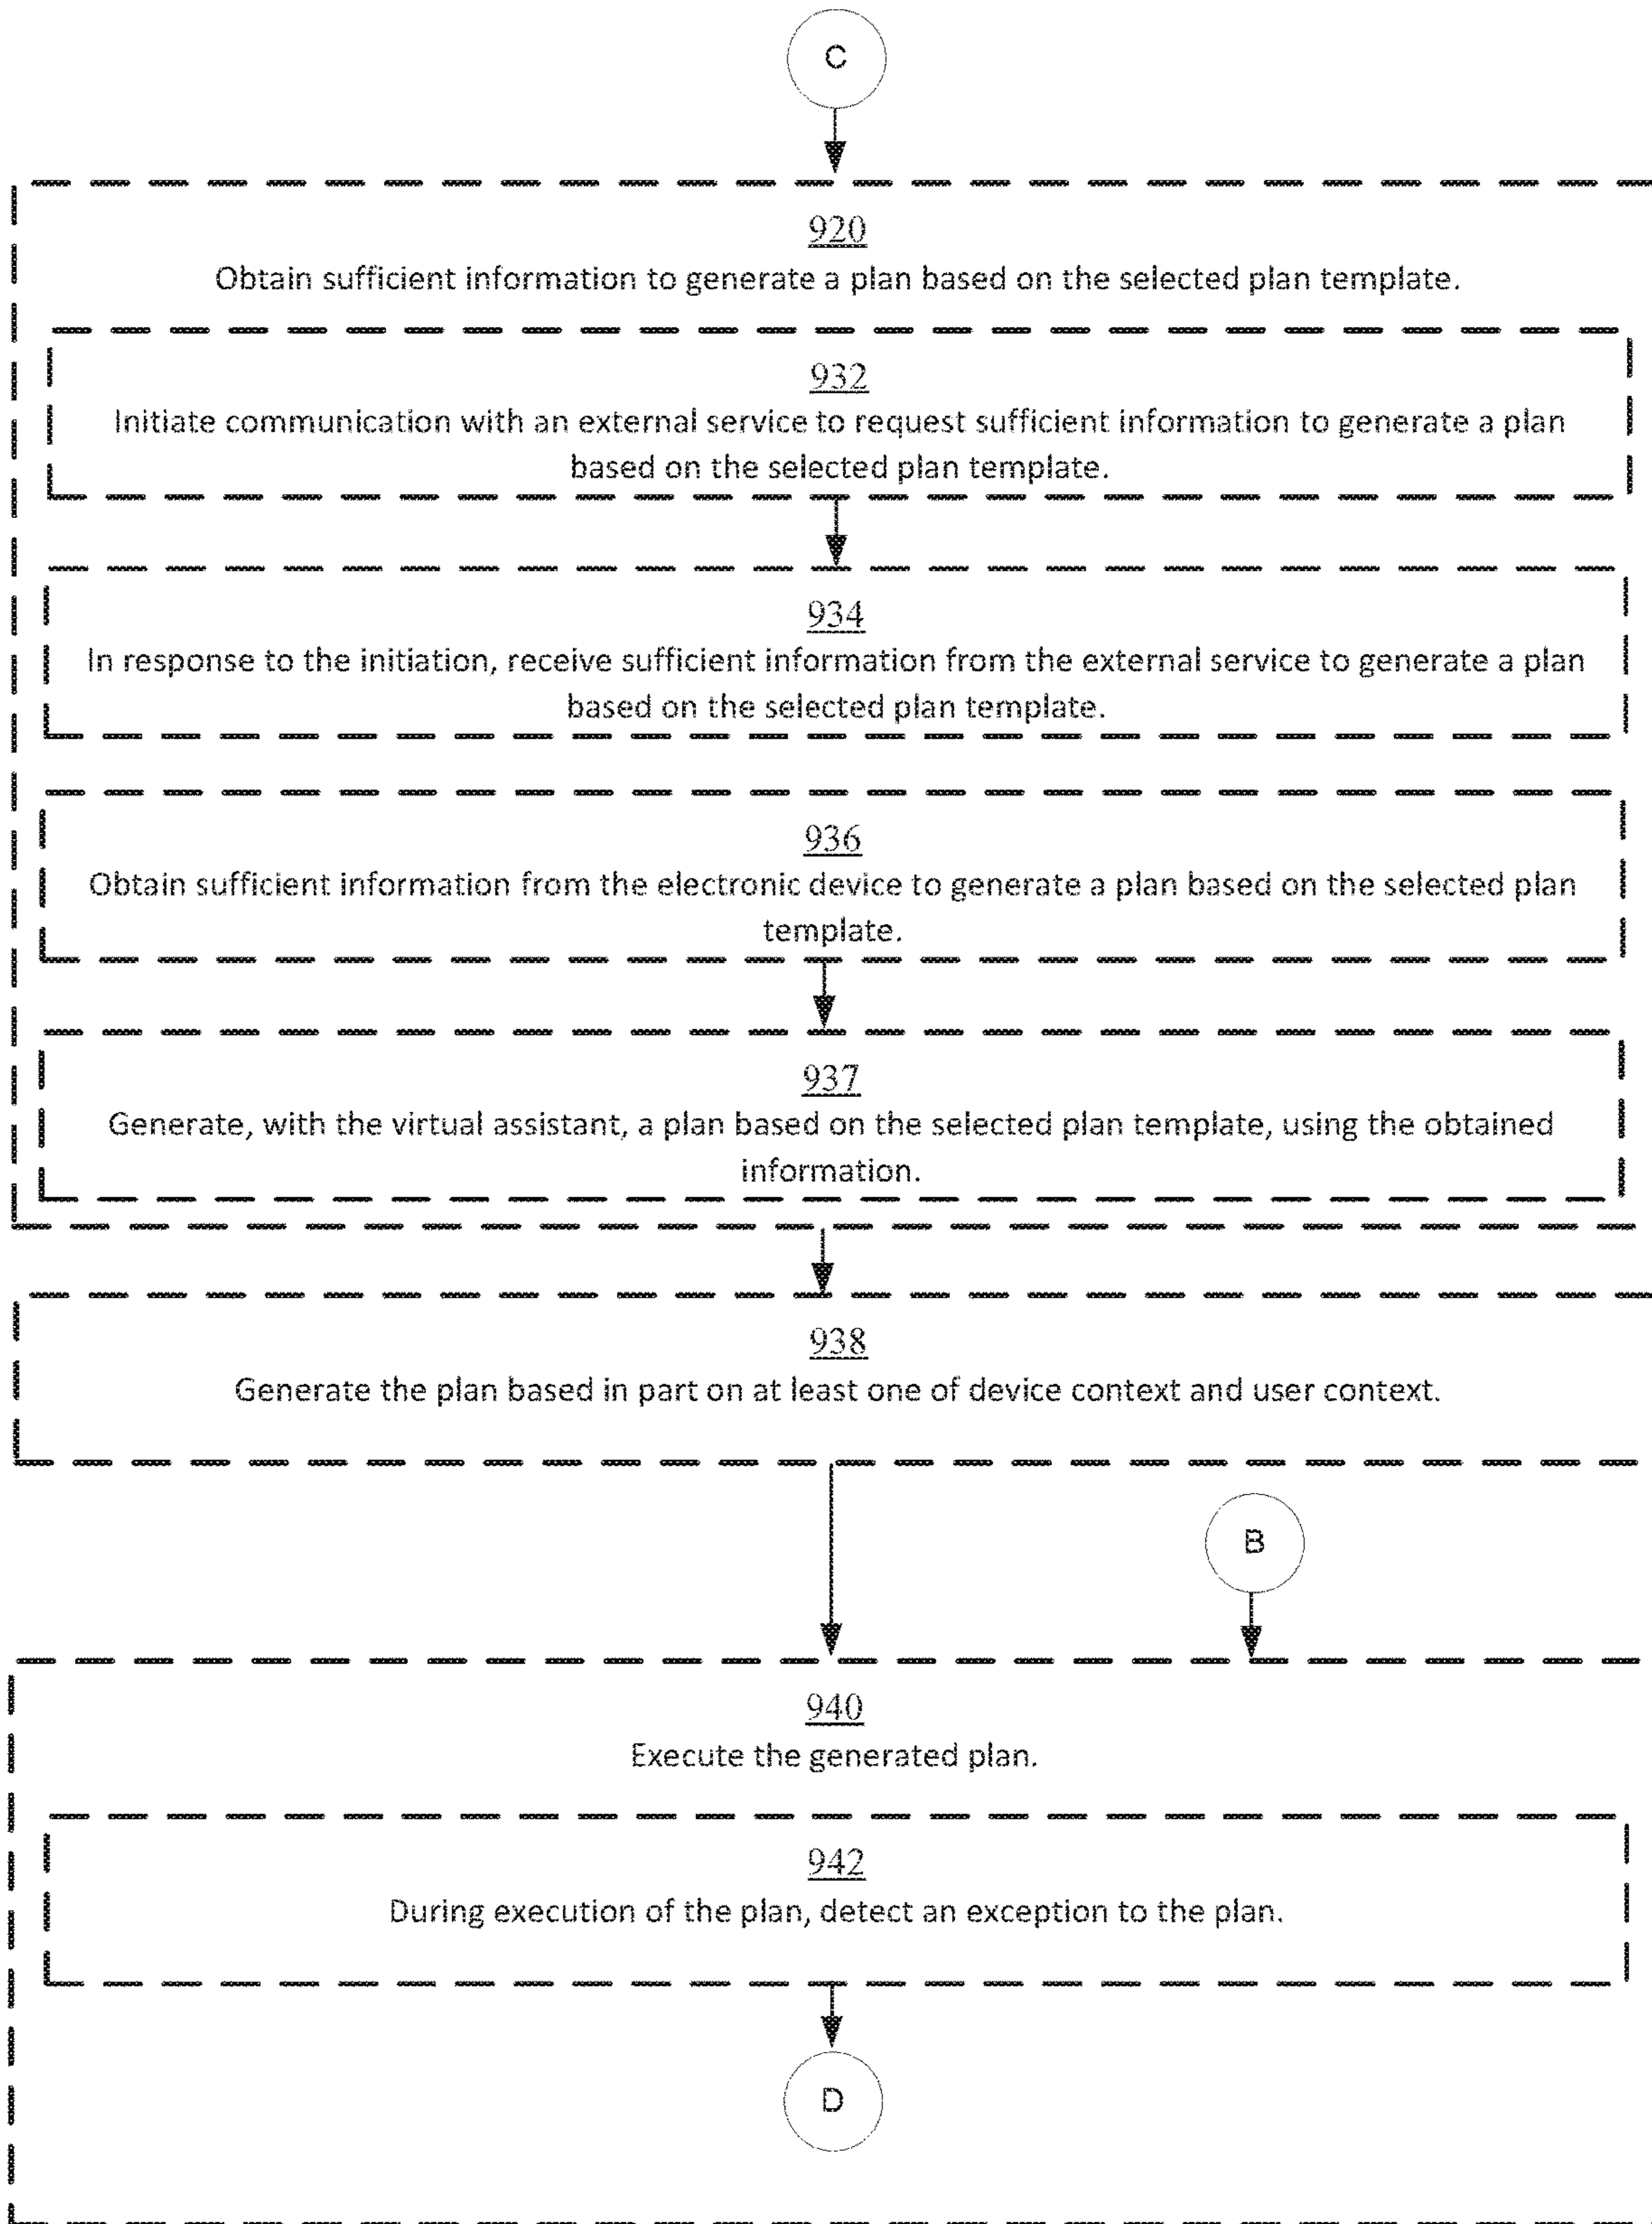 C
920
Obtain sufficient information to generate a plan based on the selected plan template.
932
Initiate communication with an external service to request sufficient information to generate a plan
based on the selected plan template.
934
In response to the initiation, receive sufficient information from the external service to generate a plan
based on the selected plan template.
936
Obtain sufficient information from the electronic device to generate a plan based on the selected plan
template.
937
Generate, with the virtual assistant, a plan based on the selected plan template, using the obtained
information.
938
Generate the plan based in part on at least one of device context and user context.
B
940
Execute the generated plan.
942
During execution of the plan, detect an exception to the plan.
D